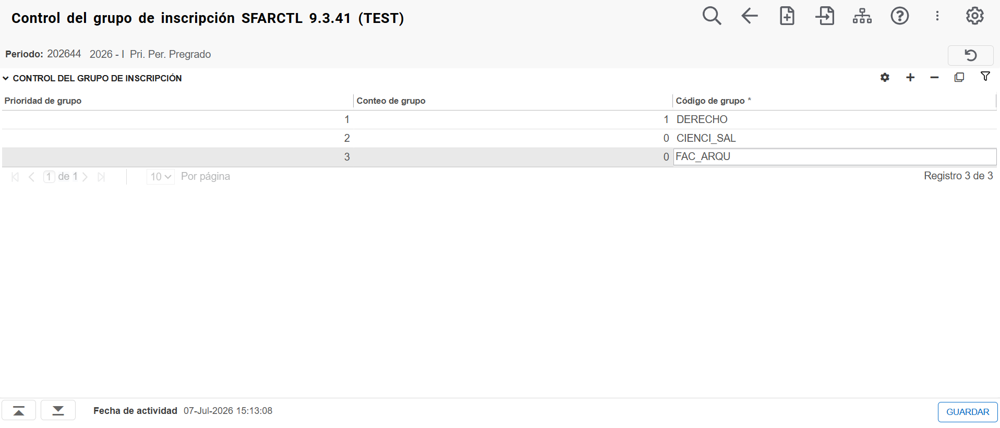 Control del grupo de inscripción SFARCTL 9.3.41 (TEST)
Periodo: 202644 2026 - I Pri. Per. Pregrado
CONTROL DEL GRUPO DE INSCRIPCIÓN
Prioridad de grupo Conteo de grupo Código de grupo *
1 1 DERECHO
2 0 CIENCI_SAL
3 0 FAC_ARQU
1 de 1 10 Por página Registro 3 de 3
Fecha de actividad 07-Jul-2026 15:13:08 GUARDAR